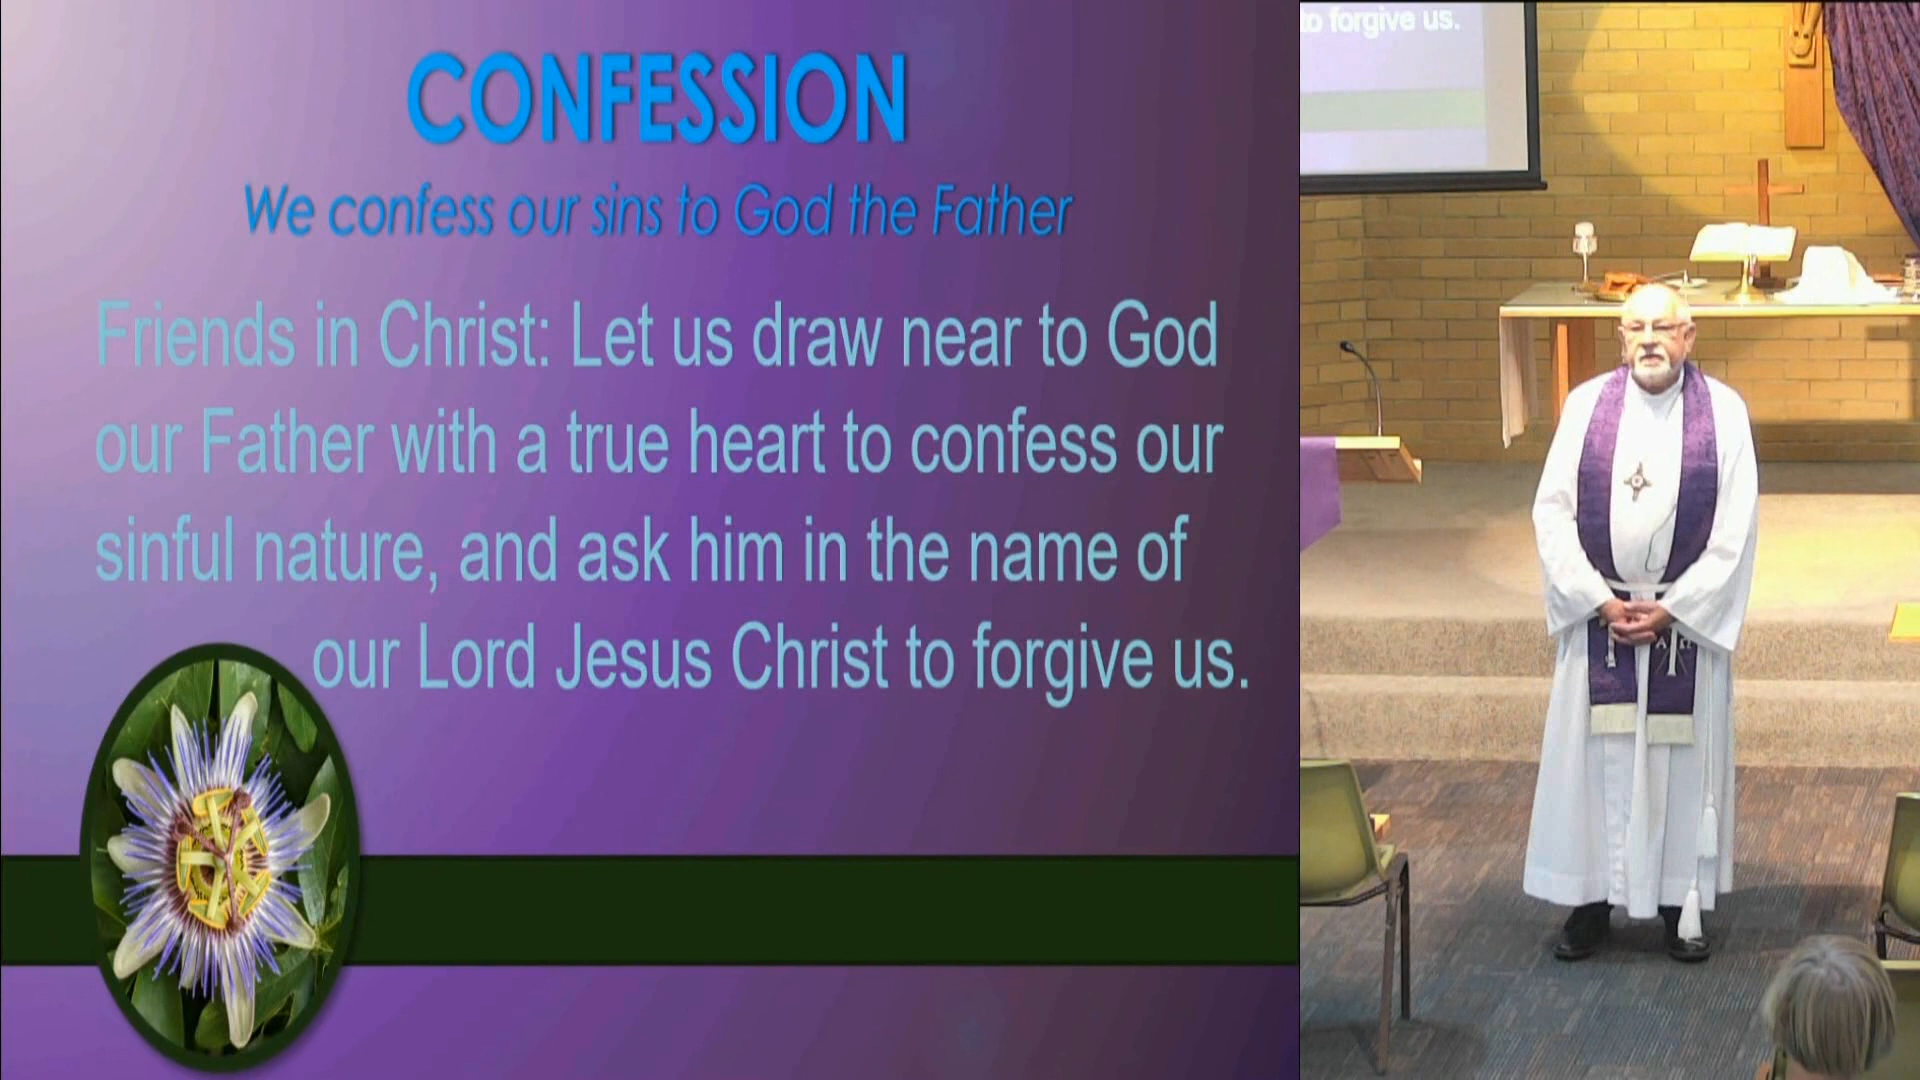 CONFESSION
We confess our sins to God the Father
Friends in Christ: Let us draw near to God
our Father with a true heart to confess our
sinful nature, and ask him in the name of
our Lord Jesus Christ to forgive us.
to forgive us.
Α Ω